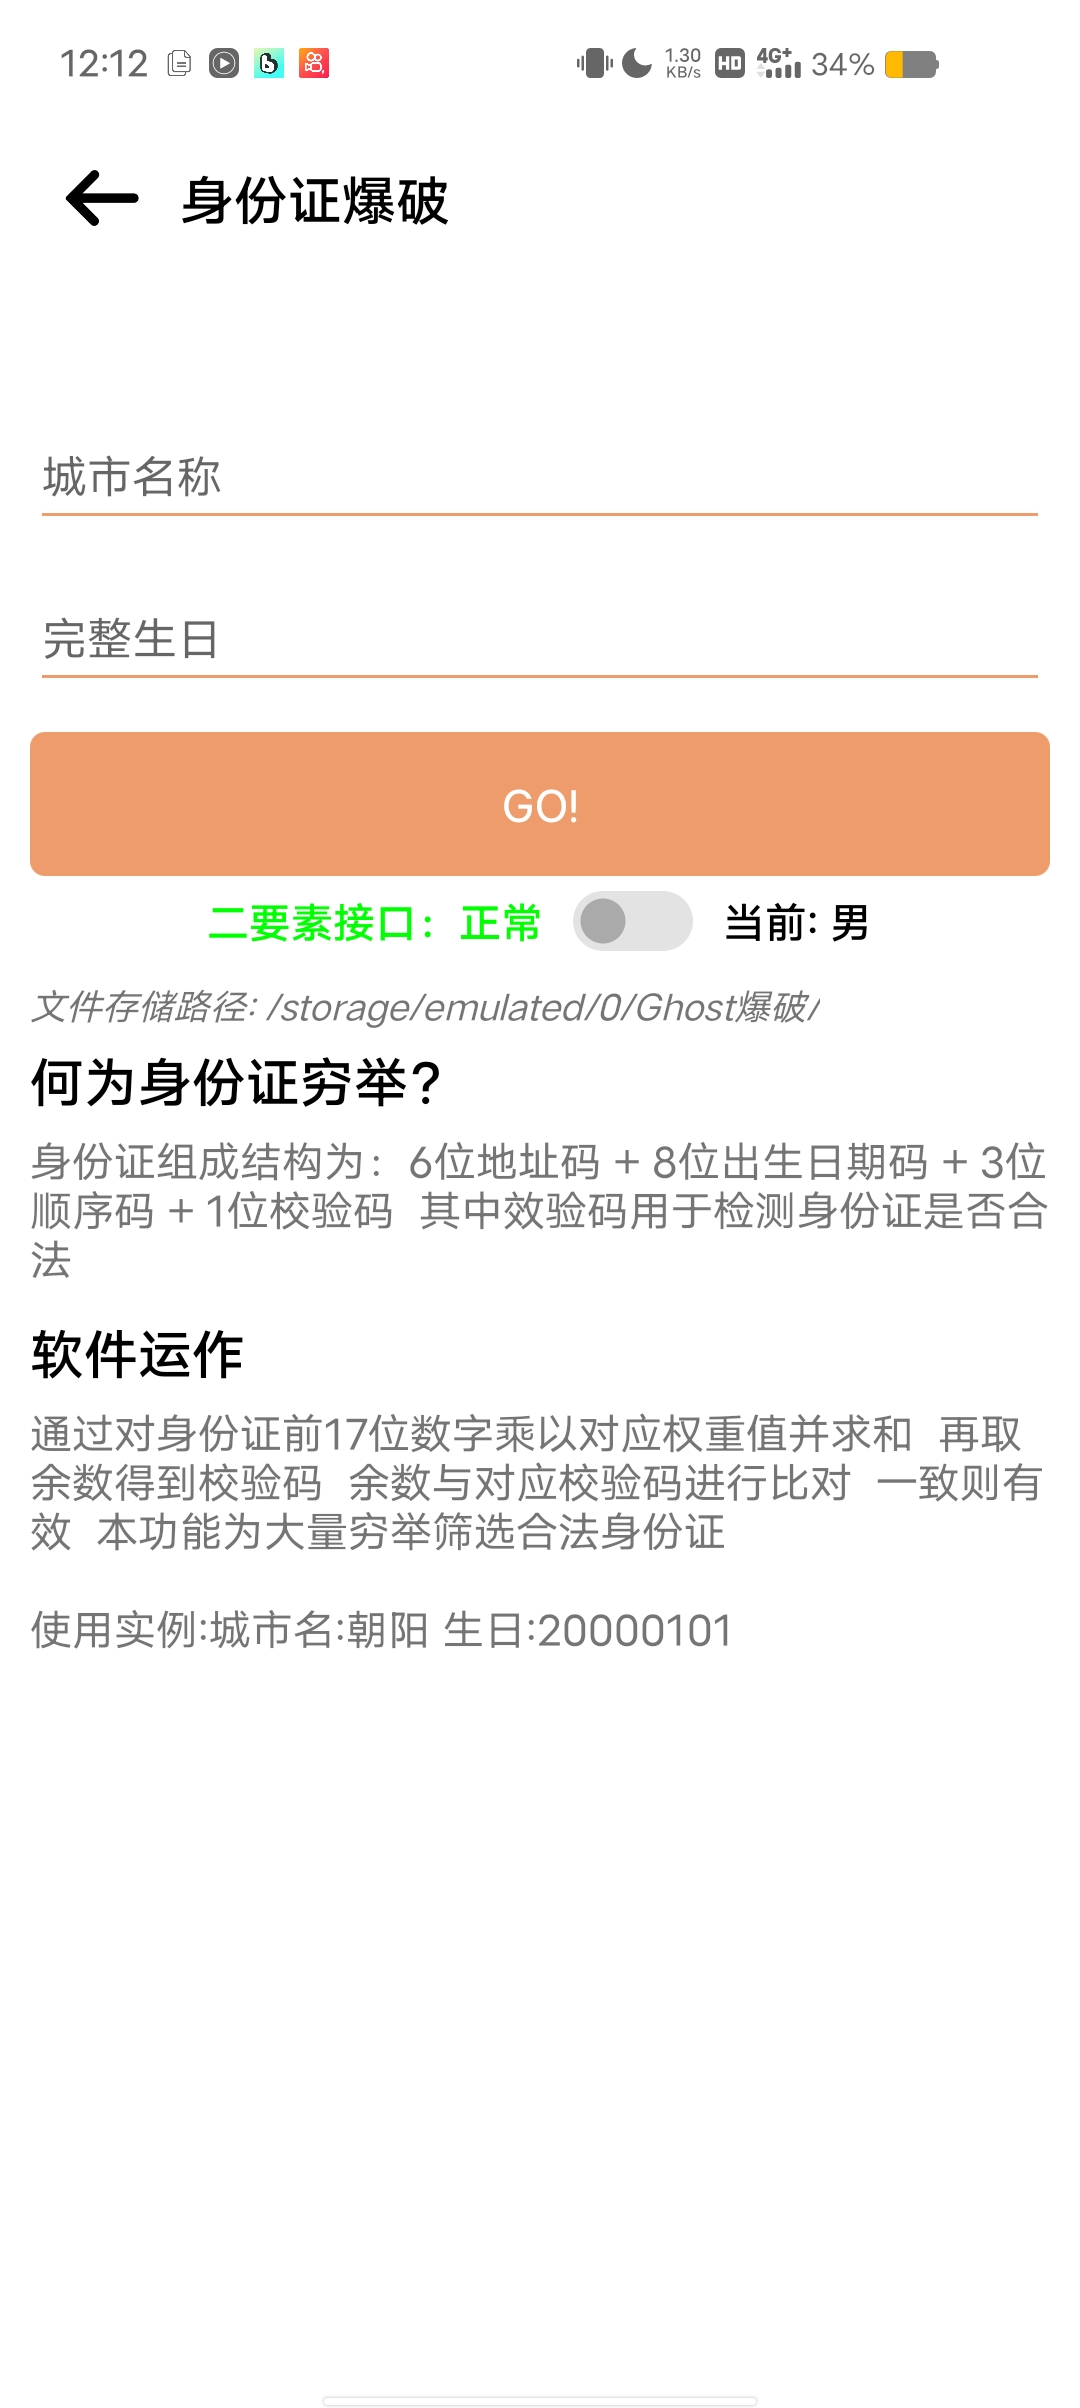 12:12
1.30 KB/s HD 4G+ 34%
身份证爆破
城市名称
完整生日
GO!
二要素接口：正常 当前: 男
文件存储路径: /storage/emulated/0/Ghost爆破/
何为身份证穷举?
身份证组成结构为：6位地址码 + 8位出生日期码 + 3位
顺序码 + 1位校验码  其中效验码用于检测身份证是否合
法
软件运作
通过对身份证前17位数字乘以对应权重值并求和  再取
余数得到校验码  余数与对应校验码进行比对  一致则有
效  本功能为大量穷举筛选合法身份证
使用实例:城市名:朝阳 生日:20000101